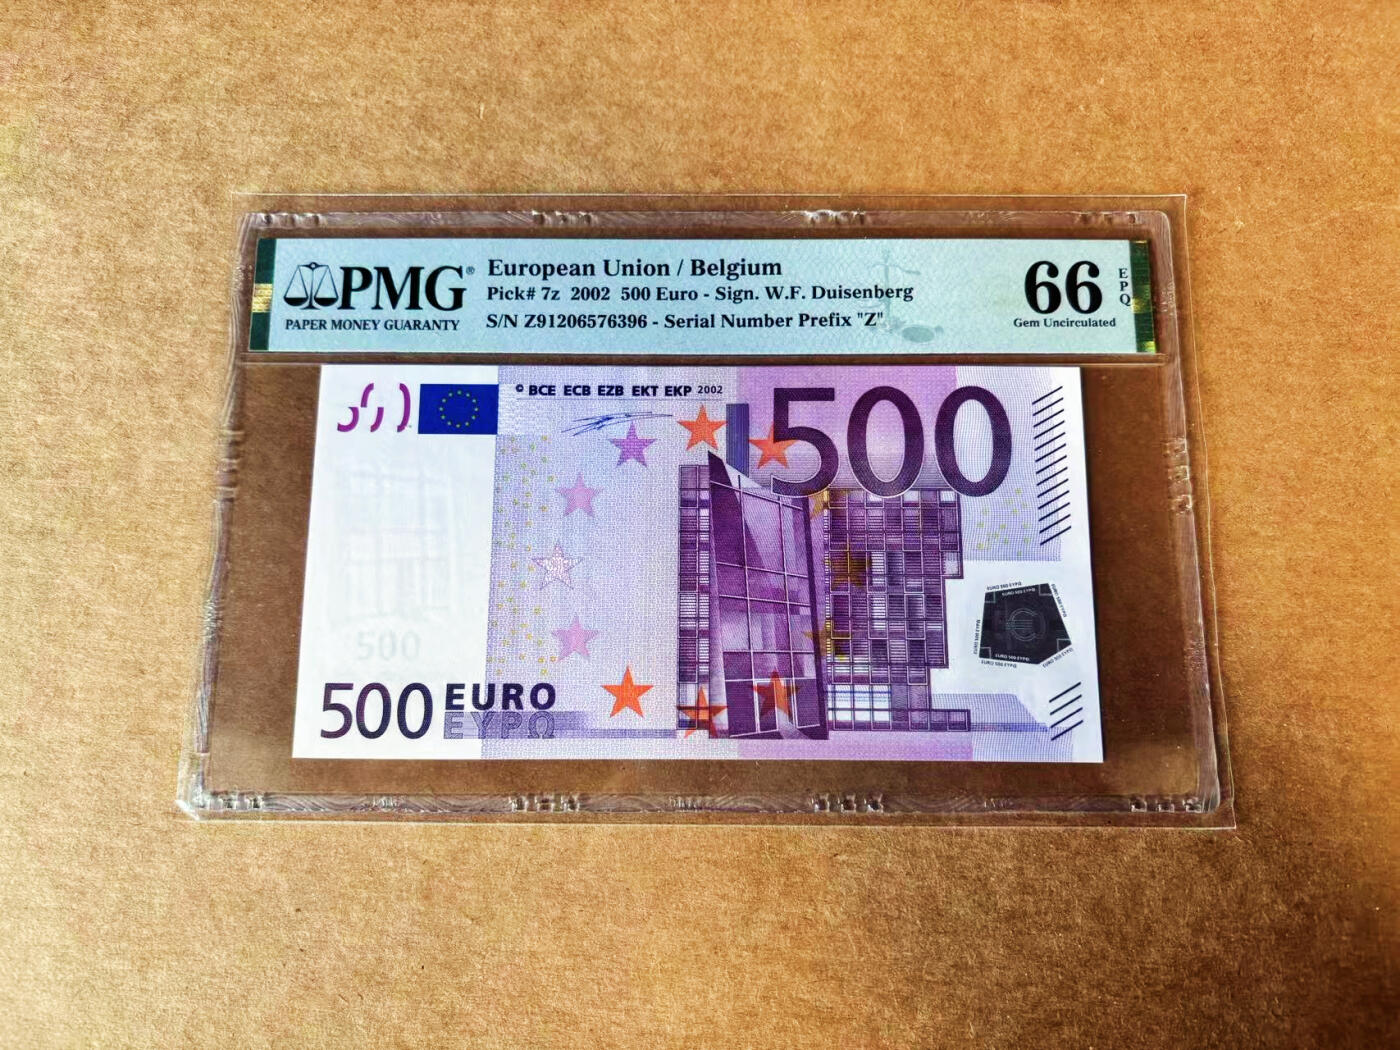 PMG®
PAPER MONEY GUARANTY
European Union / Belgium
Pick# 7z 2002 500 Euro - Sign. W.F. Duisenberg
S/N Z91206576396 - Serial Number Prefix "Z"
66
EPQ
Gem Uncirculated
© BCE ECB EZB EKT EKP 2002
500
500
500 EURO
ΕΥΡΩ